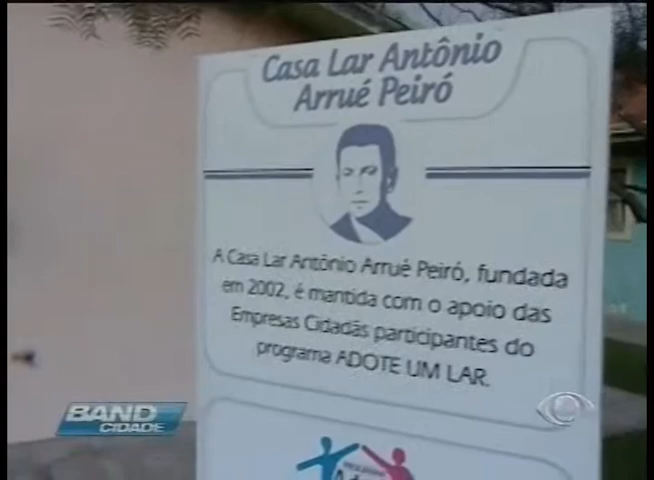 Casa Lar Antônio
Arrué Peiró
A Casa Lar Antônio Arrué Peiró, fundada
em 2002, é mantida com o apoio das
Empresas Cidadãs participantes do
programa ADOTE UM LAR.
BAND
CIDADE